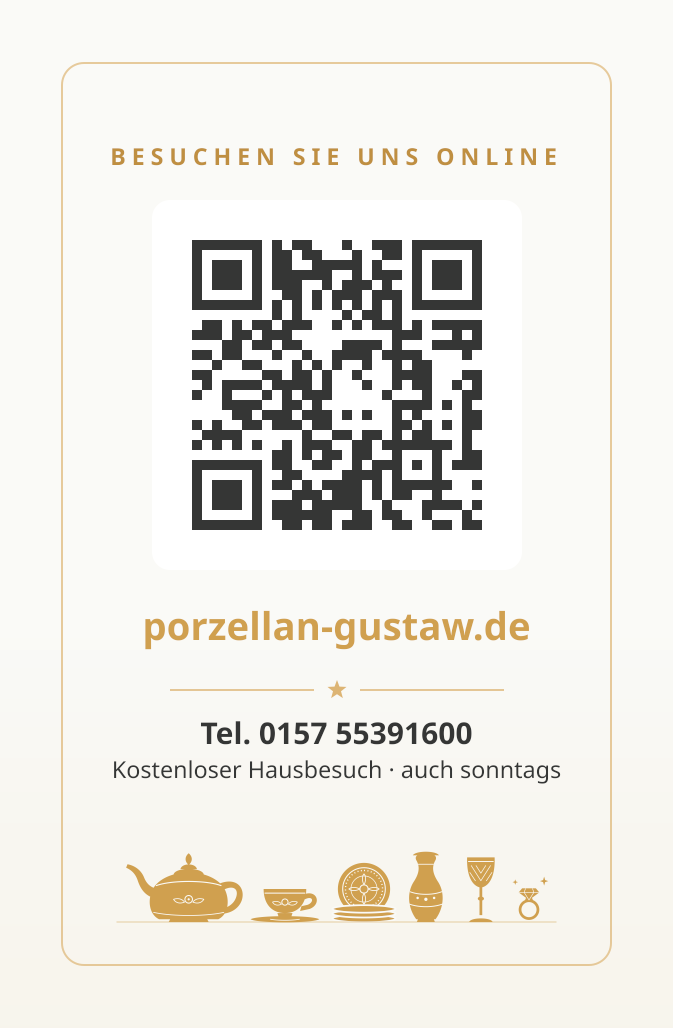 BESUCHEN SIE UNS ONLINE
porzellan-gustaw.de
Tel. 0157 55391600
Kostenloser Hausbesuch · auch sonntags